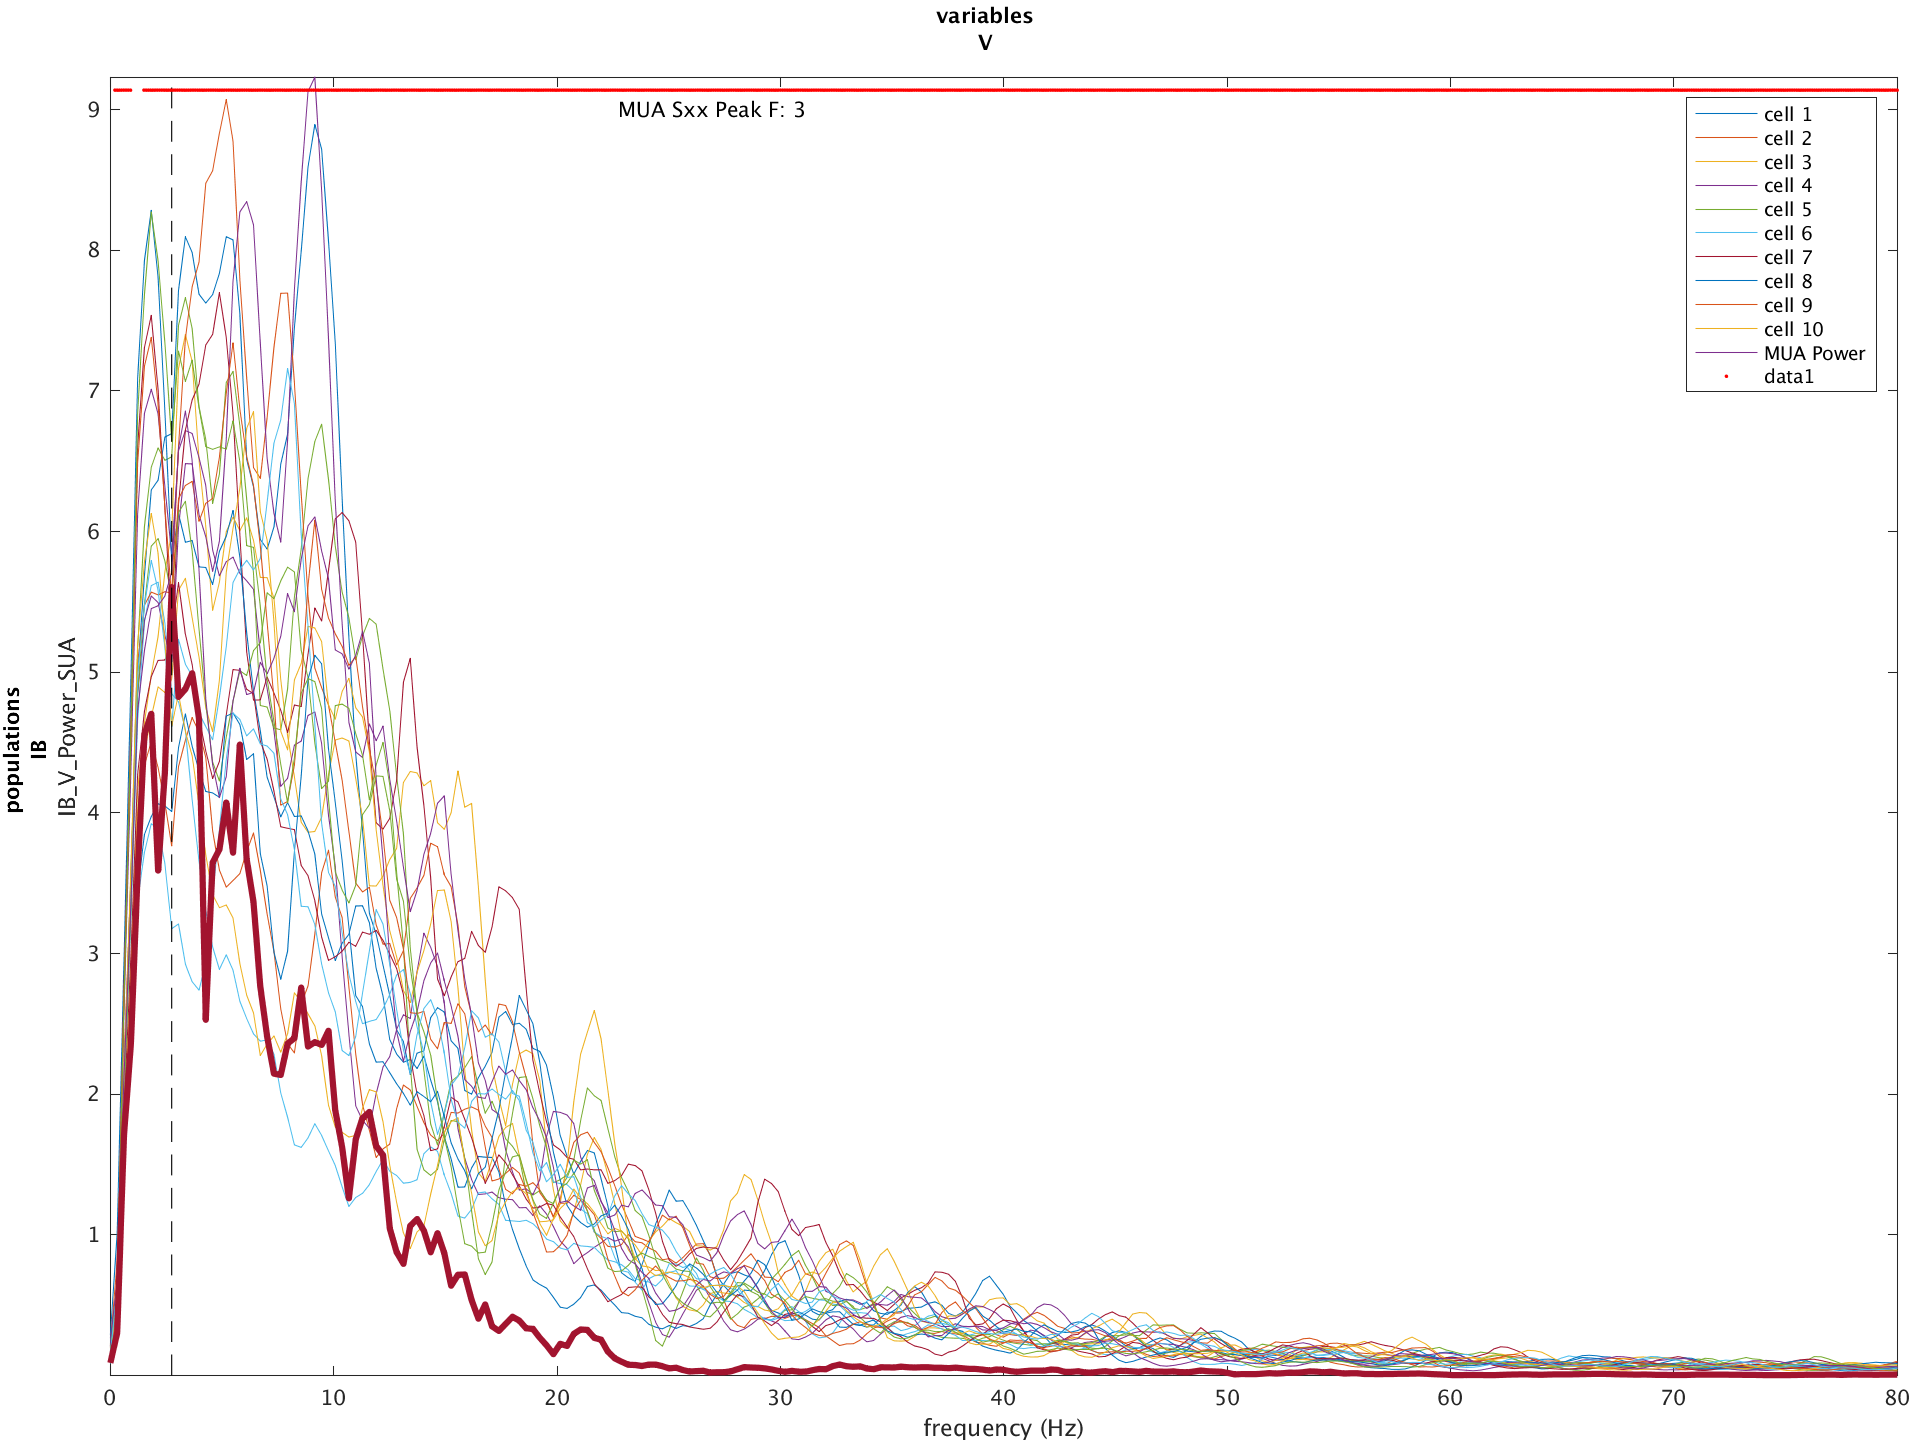 variables
V
MUA Sxx Peak F: 3
cell 1
cell 2
cell 3
cell 4
cell 5
cell 6
cell 7
cell 8
cell 9
cell 10
MUA Power
data1
populations
IB
IB_V_Power_SUA
9
8
7
6
5
4
3
2
1
0 10 20 30 40 50 60 70 80
frequency (Hz)